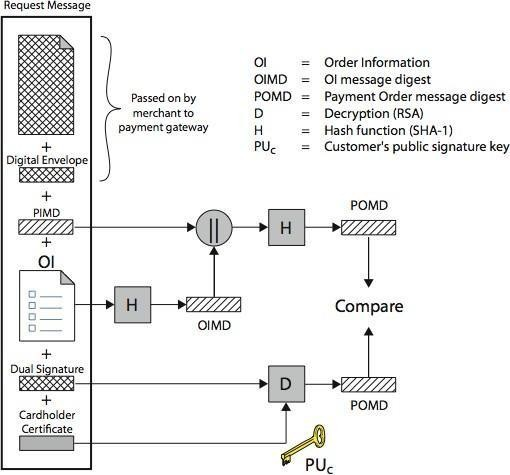 Request Message
Passed on by
merchant to
payment gateway
OI = Order Information
OIMD = OI message digest
POMD = Payment Order message digest
D = Decryption (RSA)
H = Hash function (SHA-1)
PUc = Customer's public signature key
+
Digital Envelope
+
PIMD
+
OI
||
H
POMD
H
OIMD
Compare
+
Dual Signature
D
POMD
+
Cardholder
Certificate
PUc